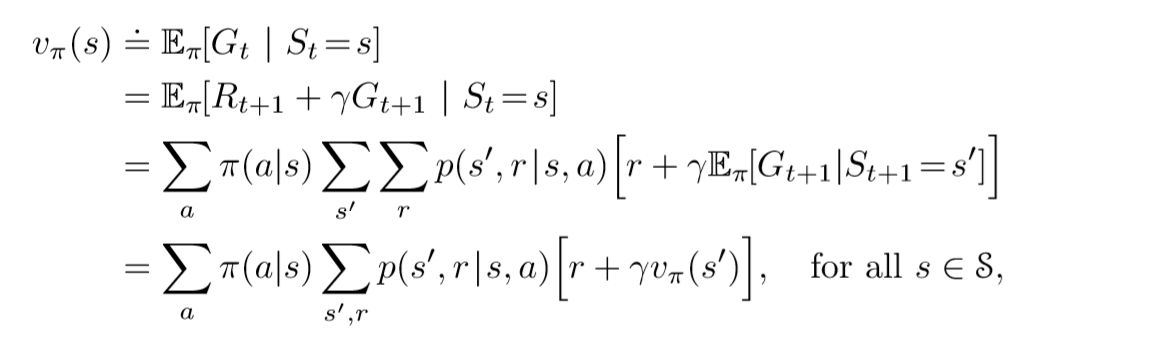 v_π(s) ≐ 𝔼_π[G_t | S_t=s]
= 𝔼_π[R_{t+1} + γG_{t+1} | S_t=s]
= ∑_a π(a|s) ∑_{s′} ∑_r p(s′, r|s, a)[r + γ𝔼_π[G_{t+1}|S_{t+1}=s′]]
= ∑_a π(a|s) ∑_{s′,r} p(s′, r|s, a)[r + γv_π(s′)], for all s ∈ 𝒮,